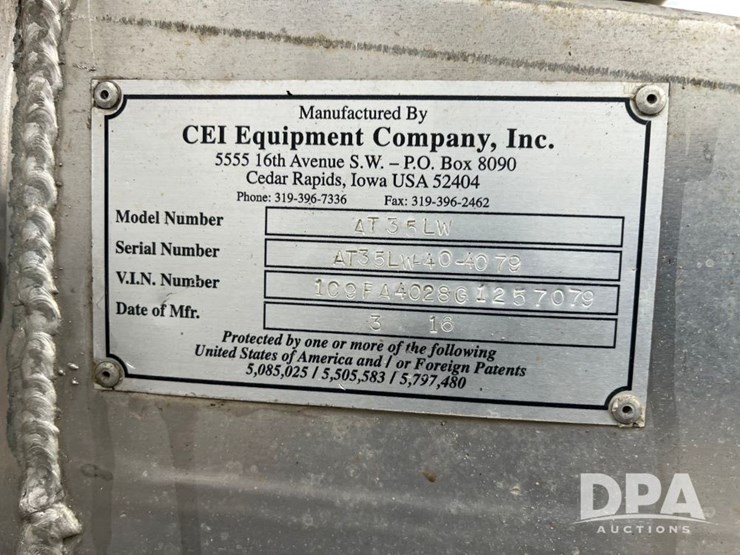 Manufactured By
CEI Equipment Company, Inc.
5555 16th Avenue S.W. – P.O. Box 8090
Cedar Rapids, Iowa USA 52404
Phone: 319-396-7336 Fax: 319-396-2462
Model Number AT35LW
Serial Number AT35LW-40-4079
V.I.N. Number 1C9FA4028G1257079
Date of Mfr. 3 16
Protected by one or more of the following
United States of America and / or Foreign Patents
5,085,025 / 5,505,583 / 5,797,480
DPA
AUCTIONS